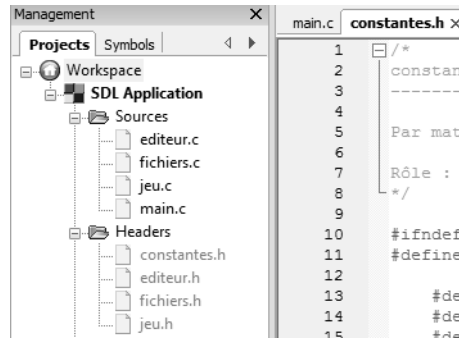 Management
Projects Symbols
Workspace
SDL Application
Sources
editeur.c
fichiers.c
jeu.c
main.c
Headers
constantes.h
editeur.h
fichiers.h
jeu.h
main.c constantes.h
1 /*
2 constan
3 -------
4
5 Par mat
6
7 Rôle :
8 */
9
10 #ifndef
11 #define
12
13 #de
14 #de
15 #de